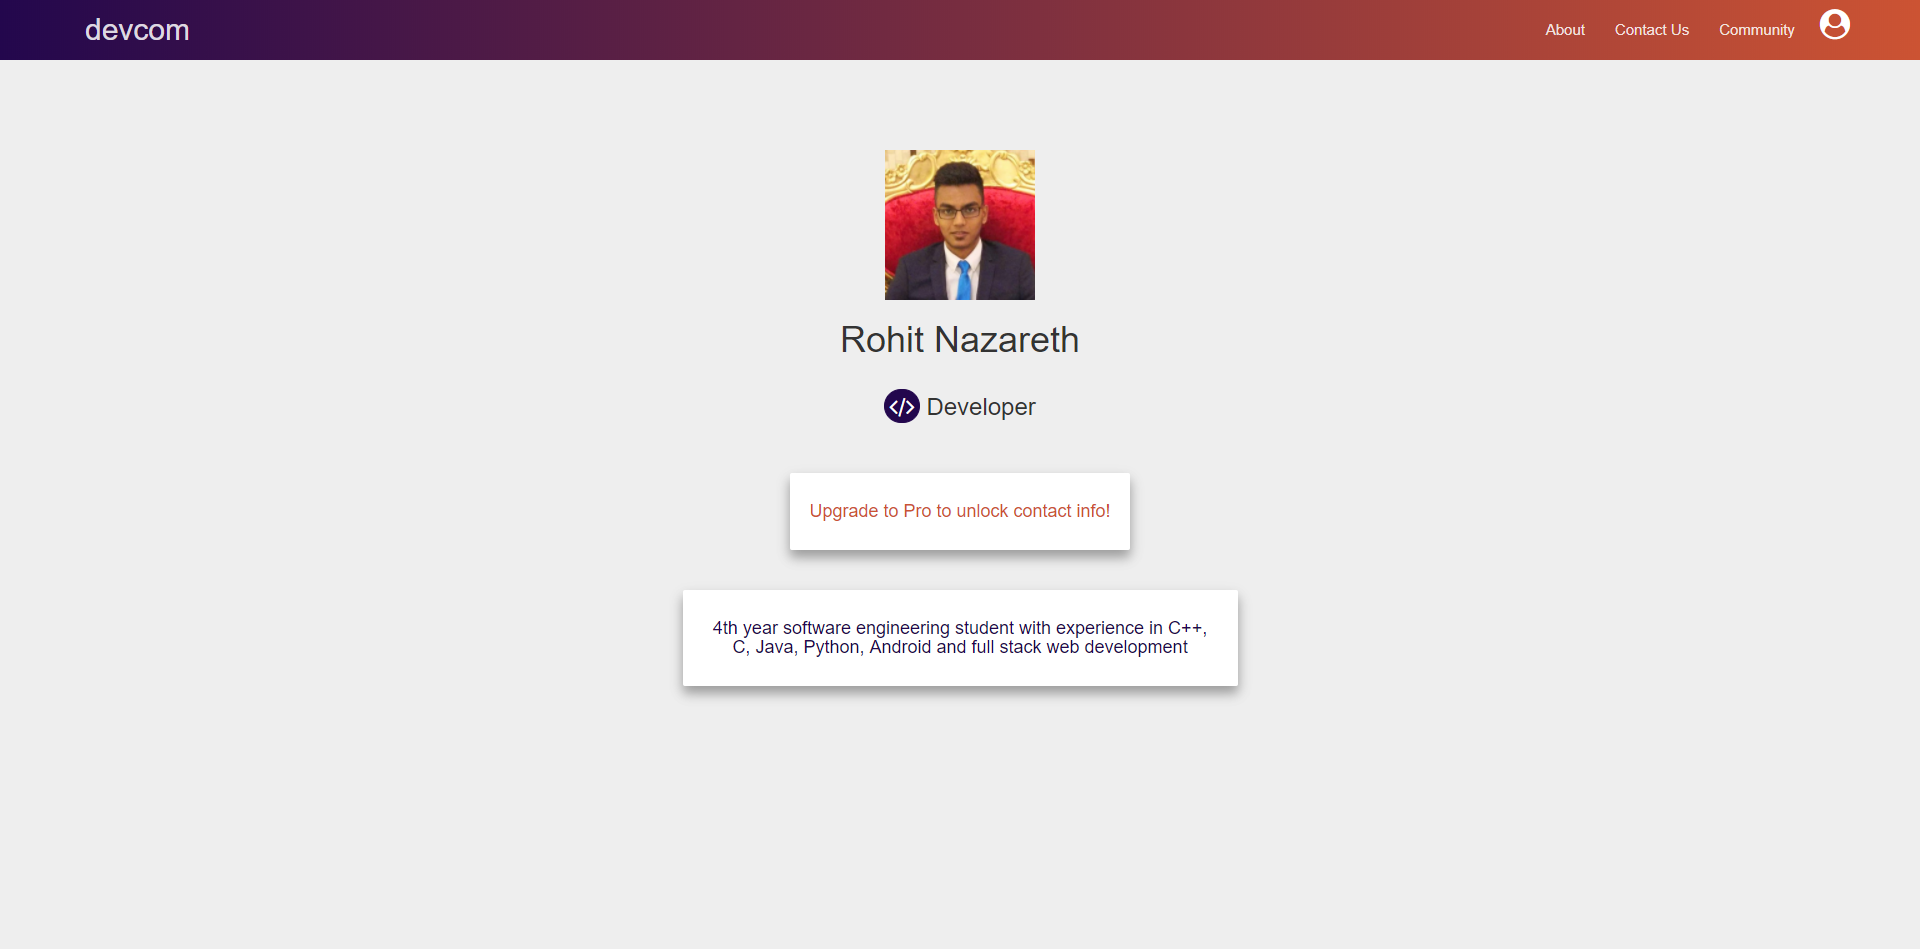 devcom
About
Contact Us
Community
Rohit Nazareth
</> Developer
Upgrade to Pro to unlock contact info!
4th year software engineering student with experience in C++,
C, Java, Python, Android and full stack web development